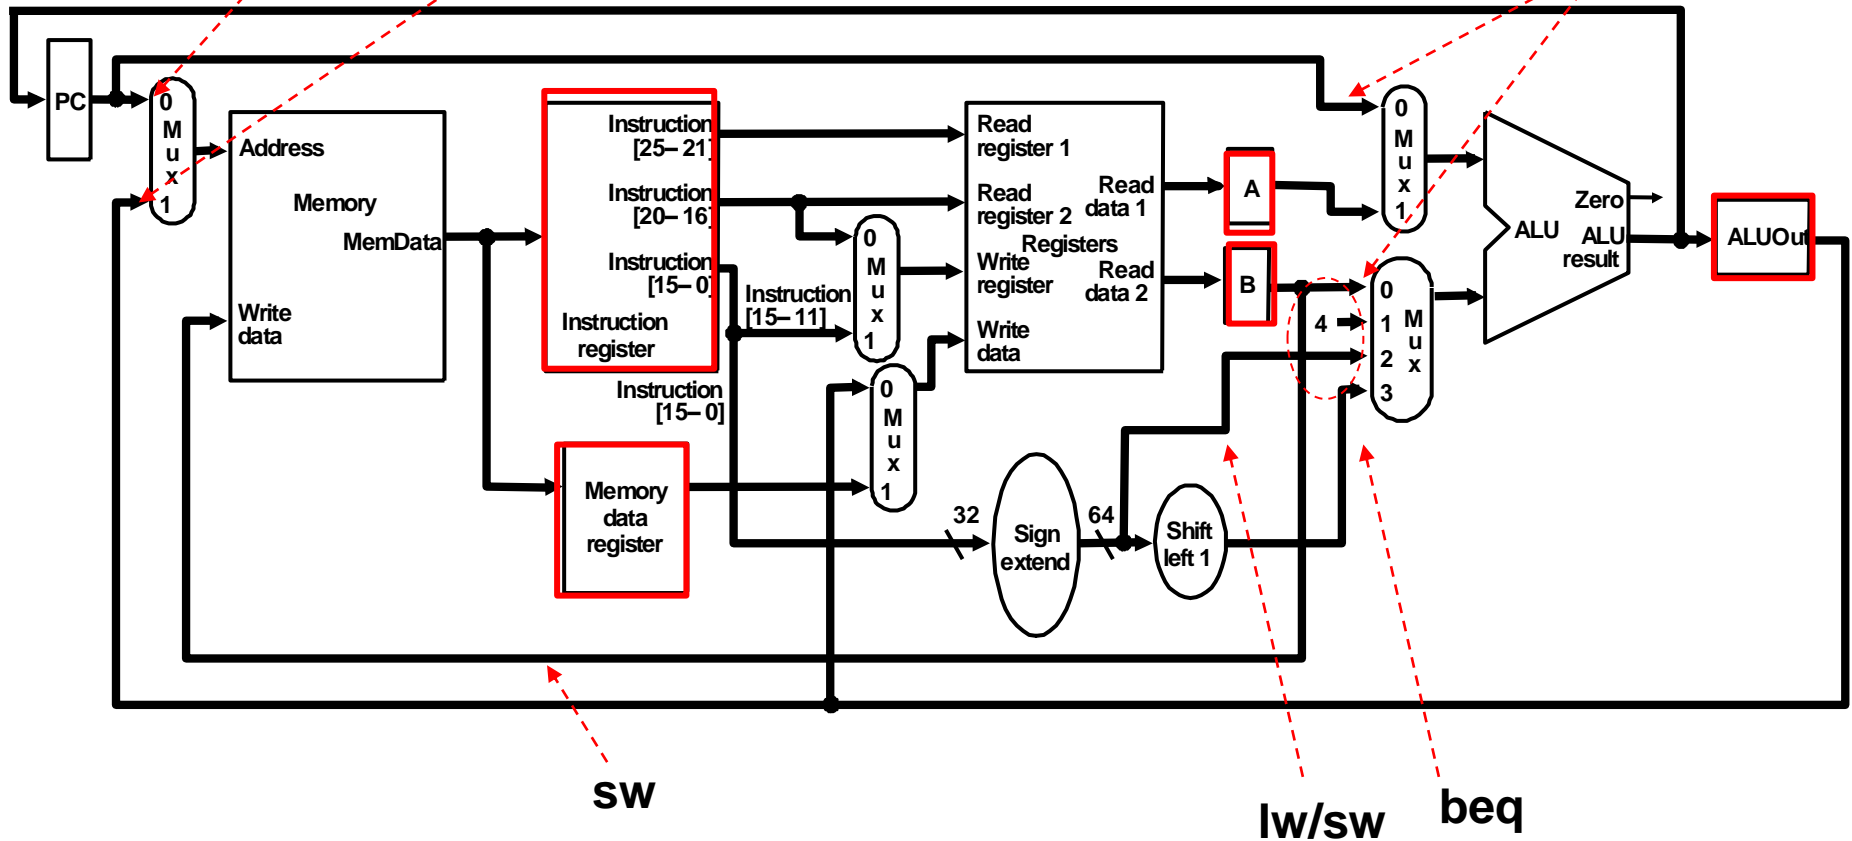 PC
0
M
u
x
1
Address
Memory
MemData
Write
data
Instruction
[25–21]
Instruction
[20–16]
Instruction
[15–0]
Instruction
register
Instruction
[15–11]
Instruction
[15–0]
Memory
data
register
0
M
u
x
1
0
M
u
x
1
Read
register 1
Read
register 2
Registers
Write
register
Write
data
Read
data 1
Read
data 2
32
Sign
extend
64
Shift
left 1
A
B
4
0
M
u
x
1
0
1
2
3
M
u
x
Zero
ALU
ALU
result
ALUOut
sw
lw/sw
beq